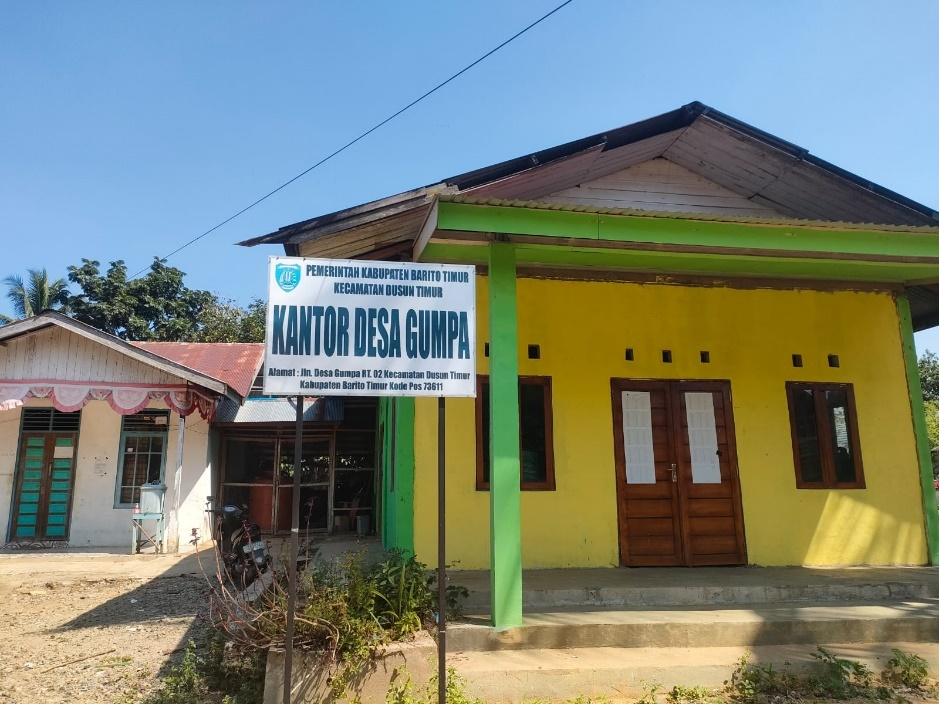 PEMERINTAH KABUPATEN BARITO TIMUR
KECAMATAN DUSUN TIMUR
KANTOR DESA GUMPA
Alamat : Jln. Desa Gumpa RT. 02 Kecamatan Dusun Timur
Kabupaten Barito Timur Kode Pos 73611